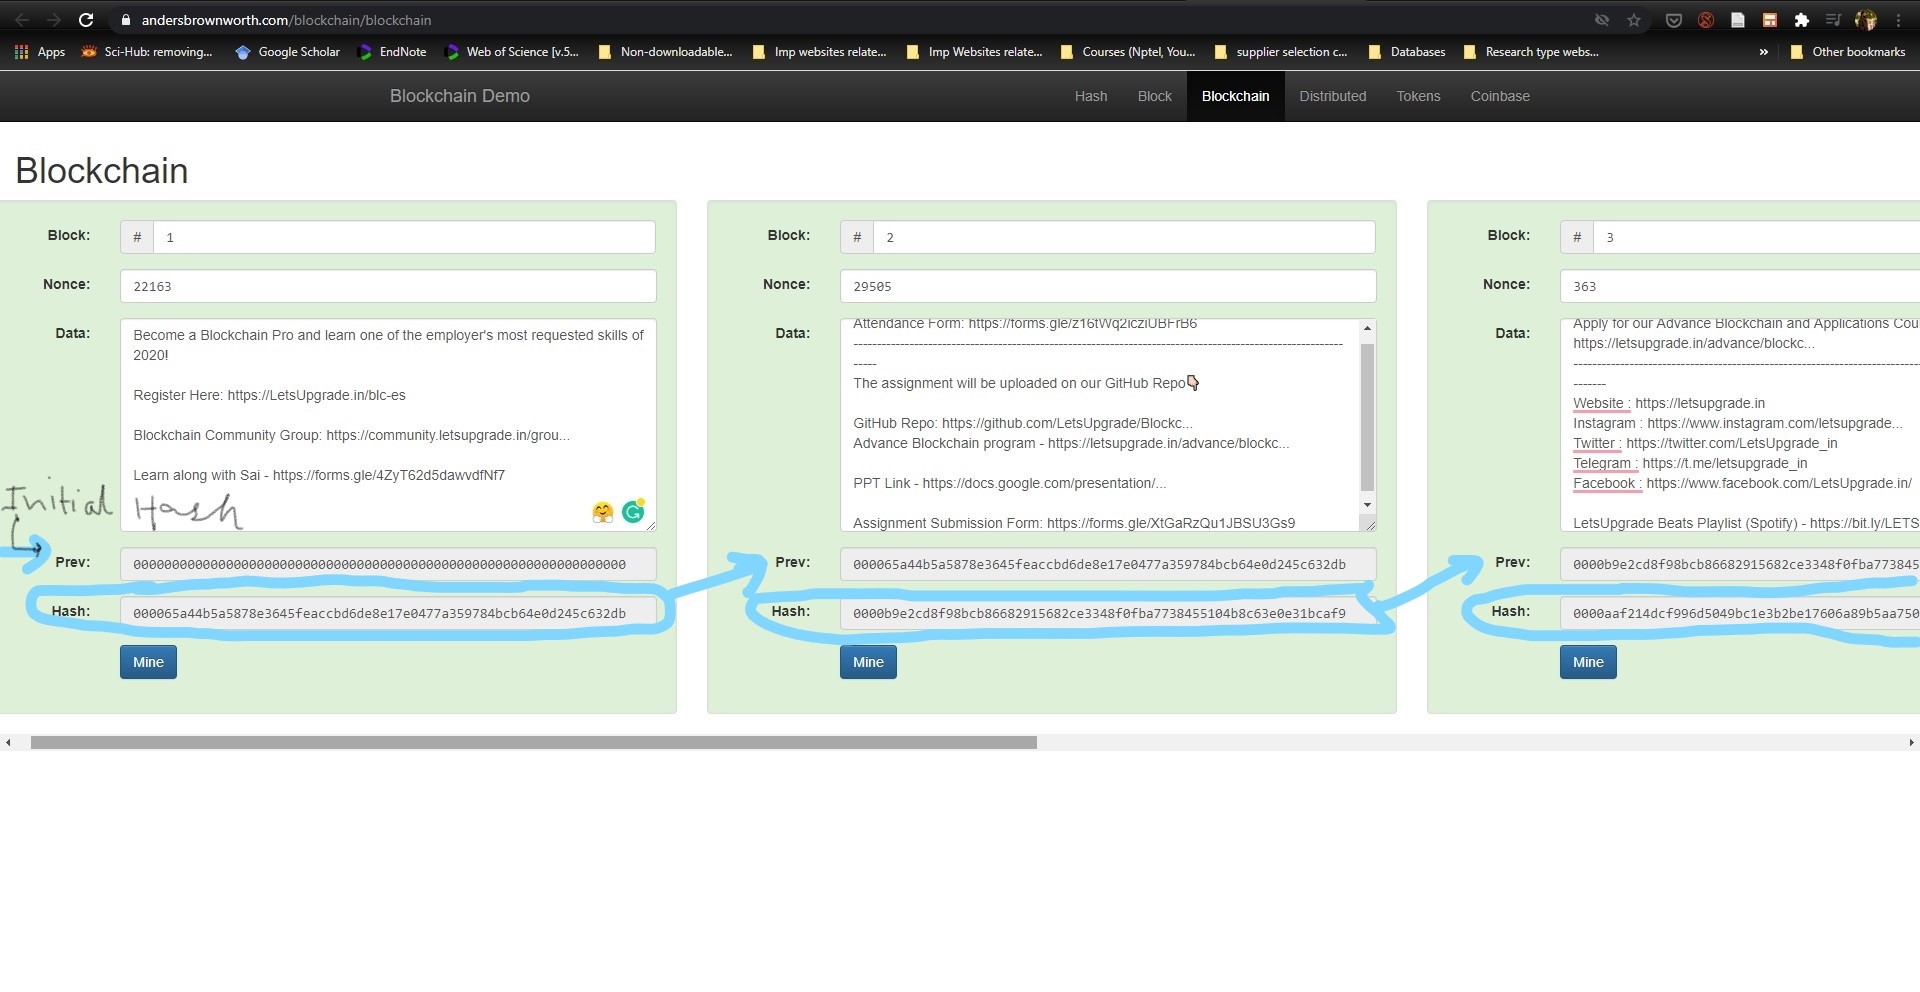 andersbrownworth.com/blockchain/blockchain
Apps Sci-Hub: removing... Google Scholar EndNote Web of Science [v.5... Non-downloadable... Imp websites relate... Imp Websites relate... Courses (Nptel, You... supplier selection c... Databases Research type webs... » Other bookmarks
Blockchain Demo Hash Block Blockchain Distributed Tokens Coinbase
Blockchain
Block: # 1
Nonce: 22163
Data: Become a Blockchain Pro and learn one of the employer's most requested skills of
2020!
Register Here: https://LetsUpgrade.in/blc-es
Blockchain Community Group: https://community.letsupgrade.in/grou...
Learn along with Sai - https://forms.gle/4ZyT62d5dawvdfNf7
Initial Hash
Prev: 0000000000000000000000000000000000000000000000000000000000000000
Hash: 000065a44b5a5878e3645feaccbd6de8e17e0477a359784bcb64e0d245c632db
Mine
Block: # 2
Nonce: 29505
Data: Attendance Form: https://forms.gle/z16tWq2icziUBFrB6
--------------------------------------------------------------------------------------------------------
-----
The assignment will be uploaded on our GitHub Repo👇
GitHub Repo: https://github.com/LetsUpgrade/Blockc...
Advance Blockchain program - https://letsupgrade.in/advance/blockc...
PPT Link - https://docs.google.com/presentation/...
Assignment Submission Form: https://forms.gle/XtGaRzQu1JBSU3Gs9
Prev: 000065a44b5a5878e3645feaccbd6de8e17e0477a359784bcb64e0d245c632db
Hash: 0000b9e2cd8f98bcb86682915682ce3348f0fba7738455104b8c63e0e31bcaf9
Mine
Block: # 3
Nonce: 363
Data: Apply for our Advance Blockchain and Applications Cou
https://letsupgrade.in/advance/blockc...
--------------------------------------------------------------------------
-------
Website : https://letsupgrade.in
Instagram : https://www.instagram.com/letsupgrade...
Twitter : https://twitter.com/LetsUpgrade_in
Telegram : https://t.me/letsupgrade_in
Facebook : https://www.facebook.com/LetsUpgrade.in/
LetsUpgrade Beats Playlist (Spotify) - https://bit.ly/LETS
Prev: 0000b9e2cd8f98bcb86682915682ce3348f0fba773845
Hash: 0000aaf214dcf996d5049bc1e3b2be17606a89b5aa750
Mine